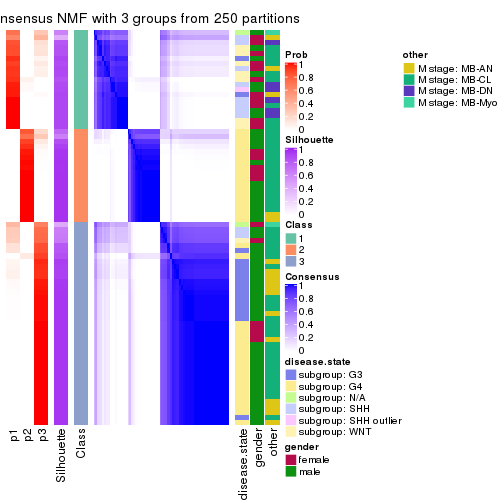 nsensus NMF with 3 groups from 250 partitions
Prob
1
0.8
0.6
0.4
0.2
0
Silhouette
1
0.8
0.6
0.4
0.2
0
Class
1
2
3
Consensus
1
0.8
0.6
0.4
0.2
0
disease.state
subgroup: G3
subgroup: G4
subgroup: N/A
subgroup: SHH
subgroup: SHH outlier
subgroup: WNT
gender
female
male
other
M stage: MB-AN
M stage: MB-CL
M stage: MB-DN
M stage: MB-Myo
p1
p2
p3
Silhouette
Class
disease.state
gender
other